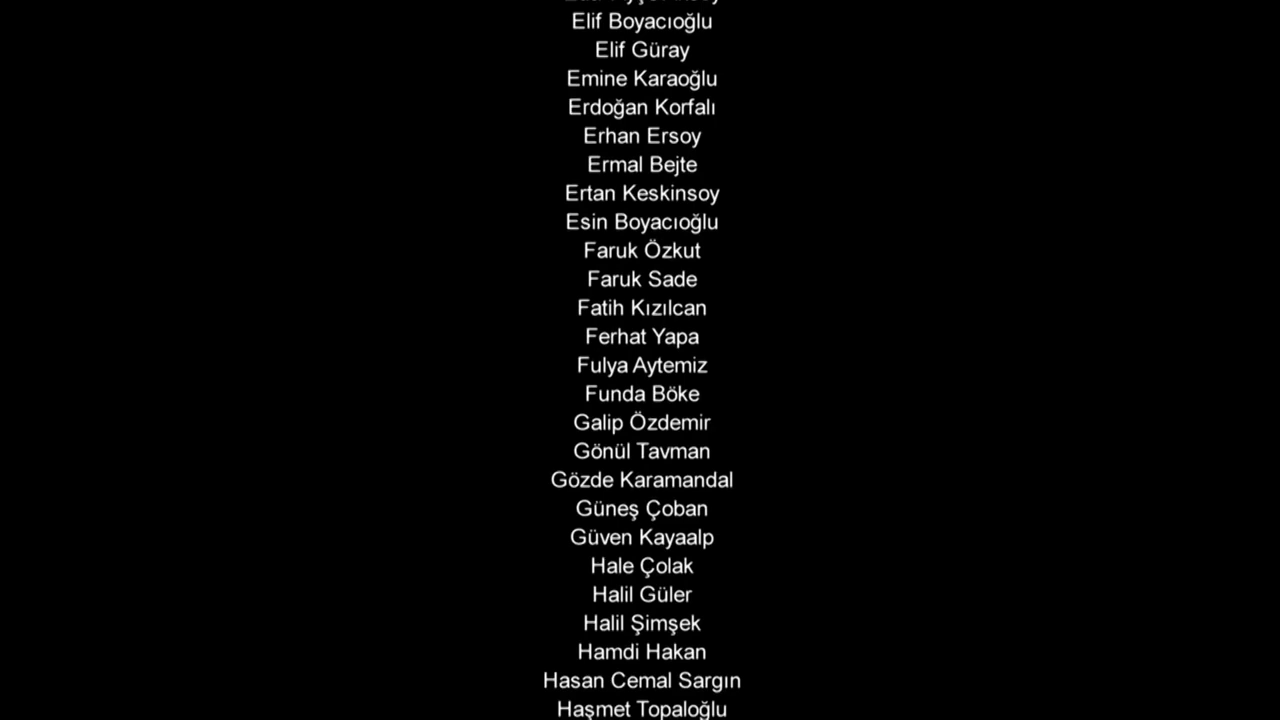 Elif Boyacıoğlu
Elif Güray
Emine Karaoğlu
Erdoğan Korfalı
Erhan Ersoy
Ermal Bejte
Ertan Keskinsoy
Esin Boyacıoğlu
Faruk Özkut
Faruk Sade
Fatih Kızılcan
Ferhat Yapa
Fulya Aytemiz
Funda Böke
Galip Özdemir
Gönül Tavman
Gözde Karamandal
Güneş Çoban
Güven Kayaalp
Hale Çolak
Halil Güler
Halil Şimşek
Hamdi Hakan
Hasan Cemal Sargın
Haşmet Topaloğlu